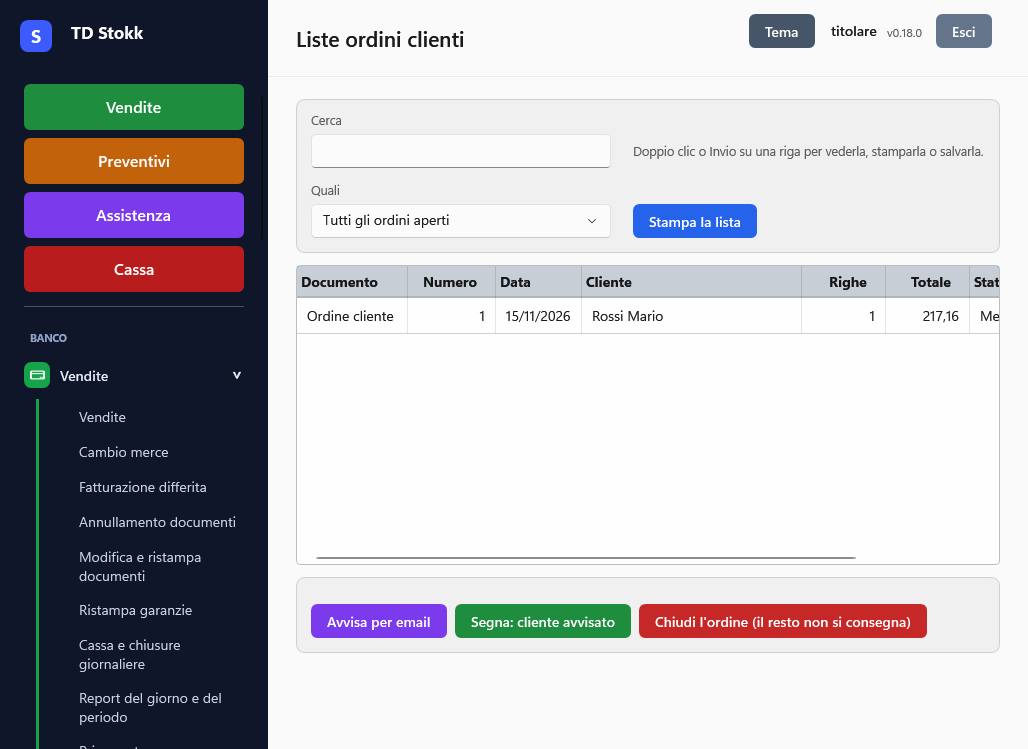 S
TD Stokk
Vendite
Preventivi
Assistenza
Cassa
BANCO
Vendite
Vendite
Cambio merce
Fatturazione differita
Annullamento documenti
Modifica e ristampa
documenti
Ristampa garanzie
Cassa e chiusure
giornaliere
Report del giorno e del
periodo
Liste ordini clienti
Tema
titolare
v0.18.0
Esci
Cerca
Doppio clic o Invio su una riga per vederla, stamparla o salvarla.
Quali
Tutti gli ordini aperti
Stampa la lista
Documento Numero Data Cliente Righe Totale Stat
Ordine cliente 1 15/11/2026 Rossi Mario 1 217,16 Me
Avvisa per email
Segna: cliente avvisato
Chiudi l'ordine (il resto non si consegna)